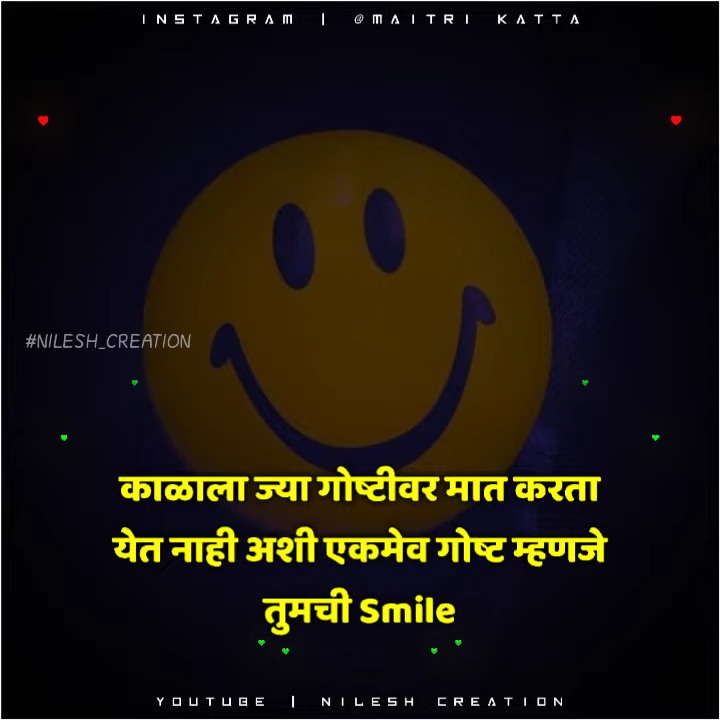 INSTAGRAM | @MAITRI KATTA
#NILESH_CREATION
काळाला ज्या गोष्टीवर मात करता
येत नाही अशी एकमेव गोष्ट म्हणजे
तुमची Smile
YOUTUBE | NILESH CREATION